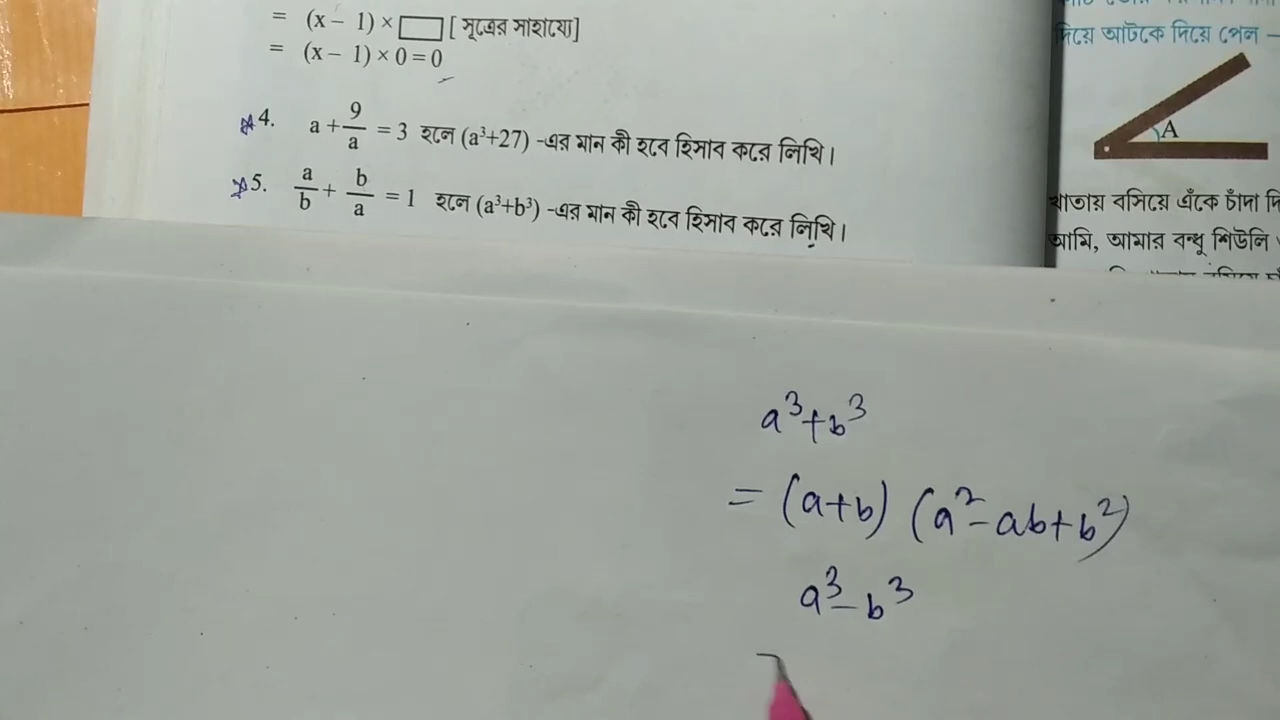 = (x – 1) × □ [ সূত্রের সাহায্যে]
= (x – 1) × 0 = 0
4. a + 9/a = 3 হলে (a³+27) -এর মান কী হবে হিসাব করে লিখি।
5. a/b + b/a = 1 হলে (a³+b³) -এর মান কী হবে হিসাব করে লিখি।
দিয়ে আটকে দিয়ে পেল –
A
খাতায় বসিয়ে এঁকে চাঁদা
আমি, আমার বন্ধু শিউলি
a³+b³
= (a+b) (a²-ab+b²)
a³-b³